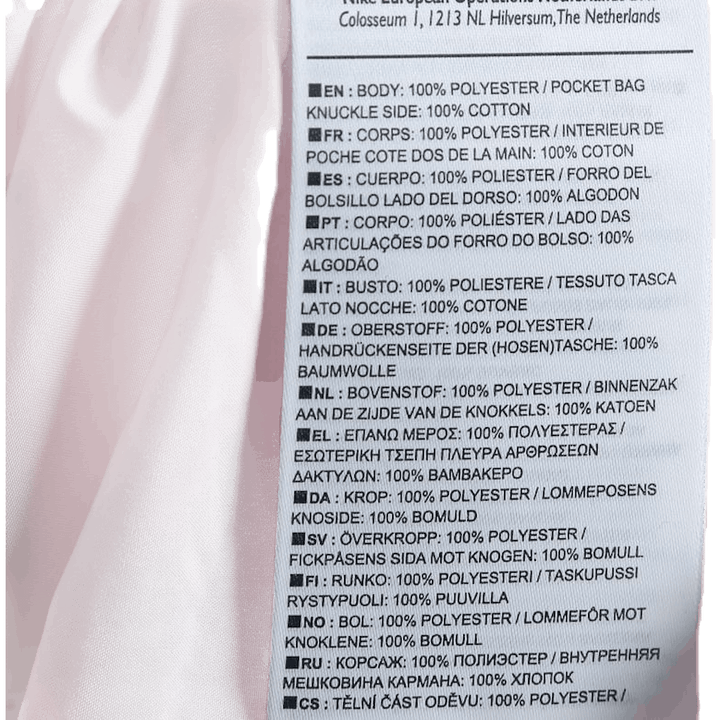 Nike European Operations Netherlands B.V.
Colosseum 1, 1213 NL Hilversum, The Netherlands
EN : BODY: 100% POLYESTER / POCKET BAG
KNUCKLE SIDE: 100% COTTON
FR : CORPS: 100% POLYESTER / INTERIEUR DE
POCHE COTE DOS DE LA MAIN: 100% COTON
ES : CUERPO: 100% POLIESTER / FORRO DEL
BOLSILLO LADO DEL DORSO: 100% ALGODON
PT : CORPO: 100% POLIÉSTER / LADO DAS
ARTICULAÇÕES DO FORRO DO BOLSO: 100%
ALGODÃO
IT : BUSTO: 100% POLIESTERE / TESSUTO TASCA
LATO NOCCHE: 100% COTONE
DE : OBERSTOFF: 100% POLYESTER /
HANDRÜCKENSEITE DER (HOSEN)TASCHE: 100%
BAUMWOLLE
NL : BOVENSTOF: 100% POLYESTER / BINNENZAK
AAN DE ZIJDE VAN DE KNOKKELS: 100% KATOEN
EL : ΕΠΑΝΩ ΜΕΡΟΣ: 100% ΠΟΛΥΕΣΤΕΡΑΣ /
ΕΣΩΤΕΡΙΚΗ ΤΣΕΠΗ ΠΛΕΥΡΑ ΑΡΘΡΩΣΕΩΝ
ΔΑΚΤΥΛΩΝ: 100% ΒΑΜΒΑΚΕΡΟ
DA : KROP: 100% POLYESTER / LOMMEPOSENS
KNOSIDE: 100% BOMULD
SV : ÖVERKROPP: 100% POLYESTER /
FICKPÅSENS SIDA MOT KNOGEN: 100% BOMULL
FI : RUNKO: 100% POLYESTERI / TASKUPUSSI
RYSTYPUOLI: 100% PUUVILLA
NO : BOL: 100% POLYESTER / LOMMEFÔR MOT
KNOKLENE: 100% BOMULL
RU : КОРСАЖ: 100% ПОЛИЭСТЕР / ВНУТРЕННЯЯ
МЕШКОВИНА КАРМАНА: 100% ХЛОПОК
CS : TĚLNÍ ČÁST ODĚVU: 100% POLYESTER /